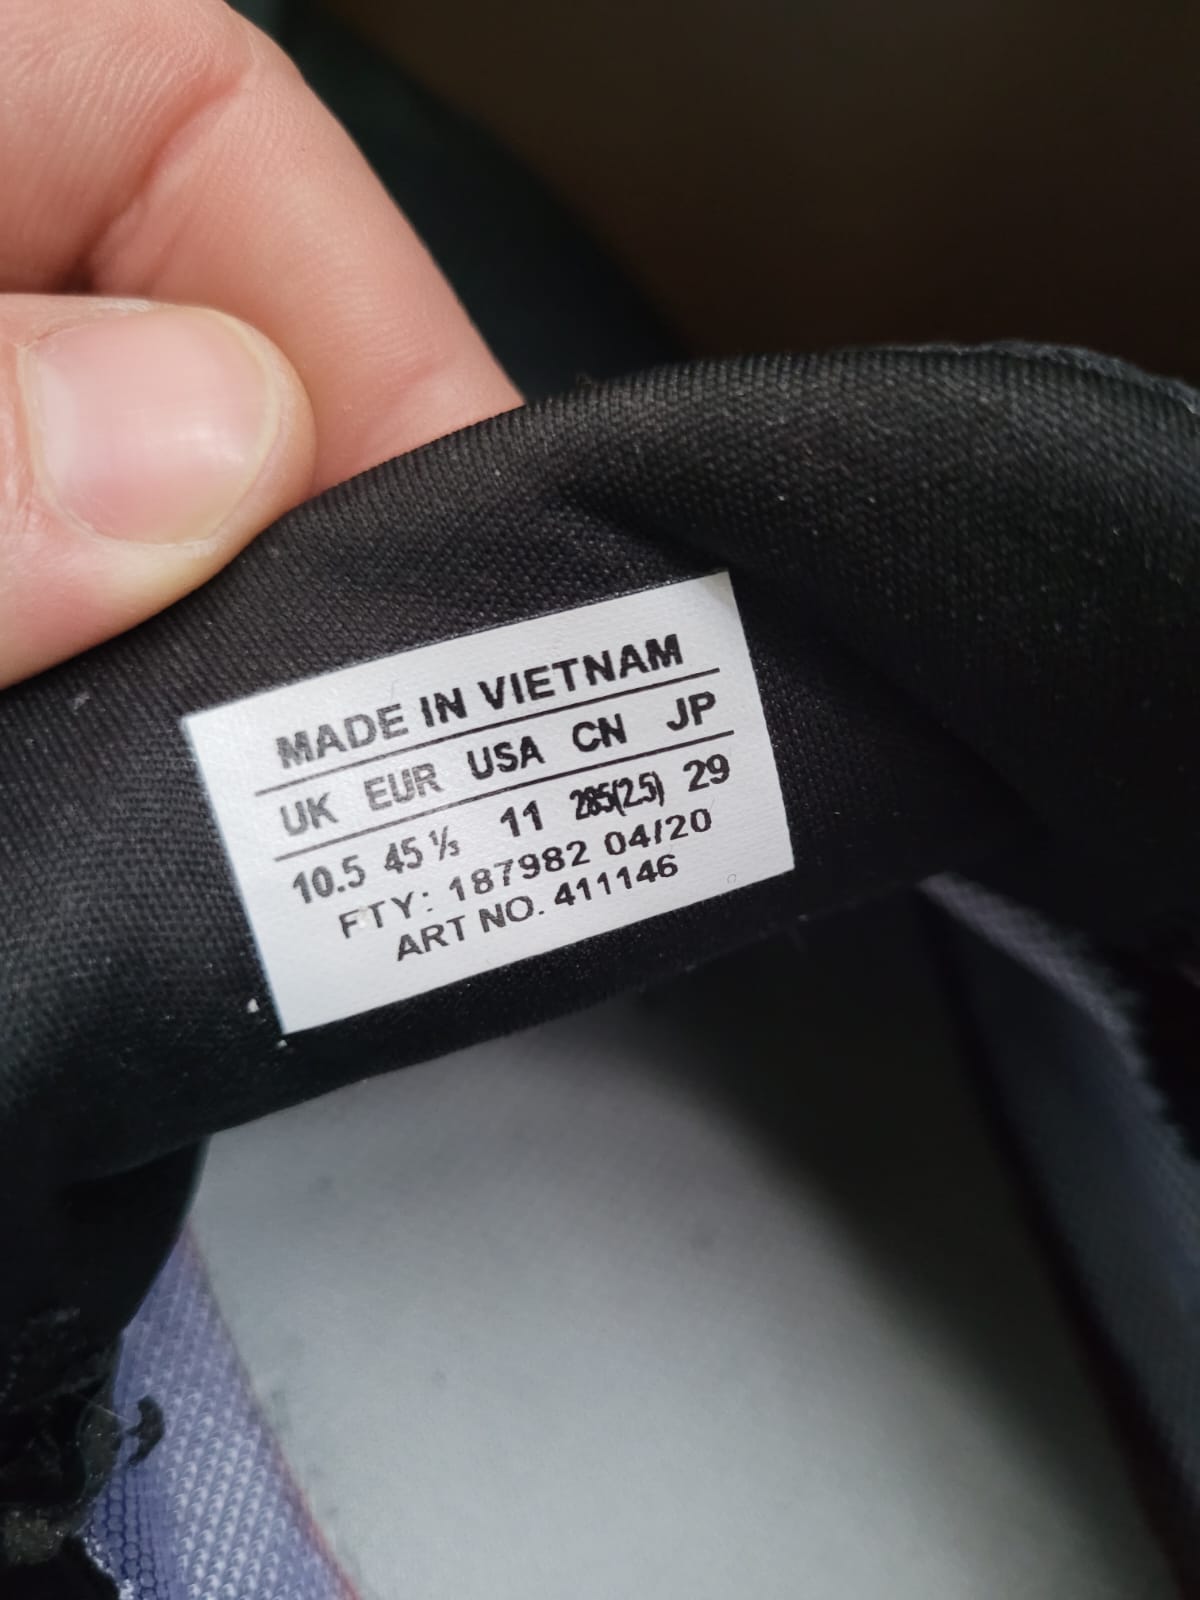 MADE IN VIETNAM
UK EUR USA CN JP
10.5 45 ⅓ 11 285(2.5) 29
FTY: 187982 04/20
ART NO. 411146